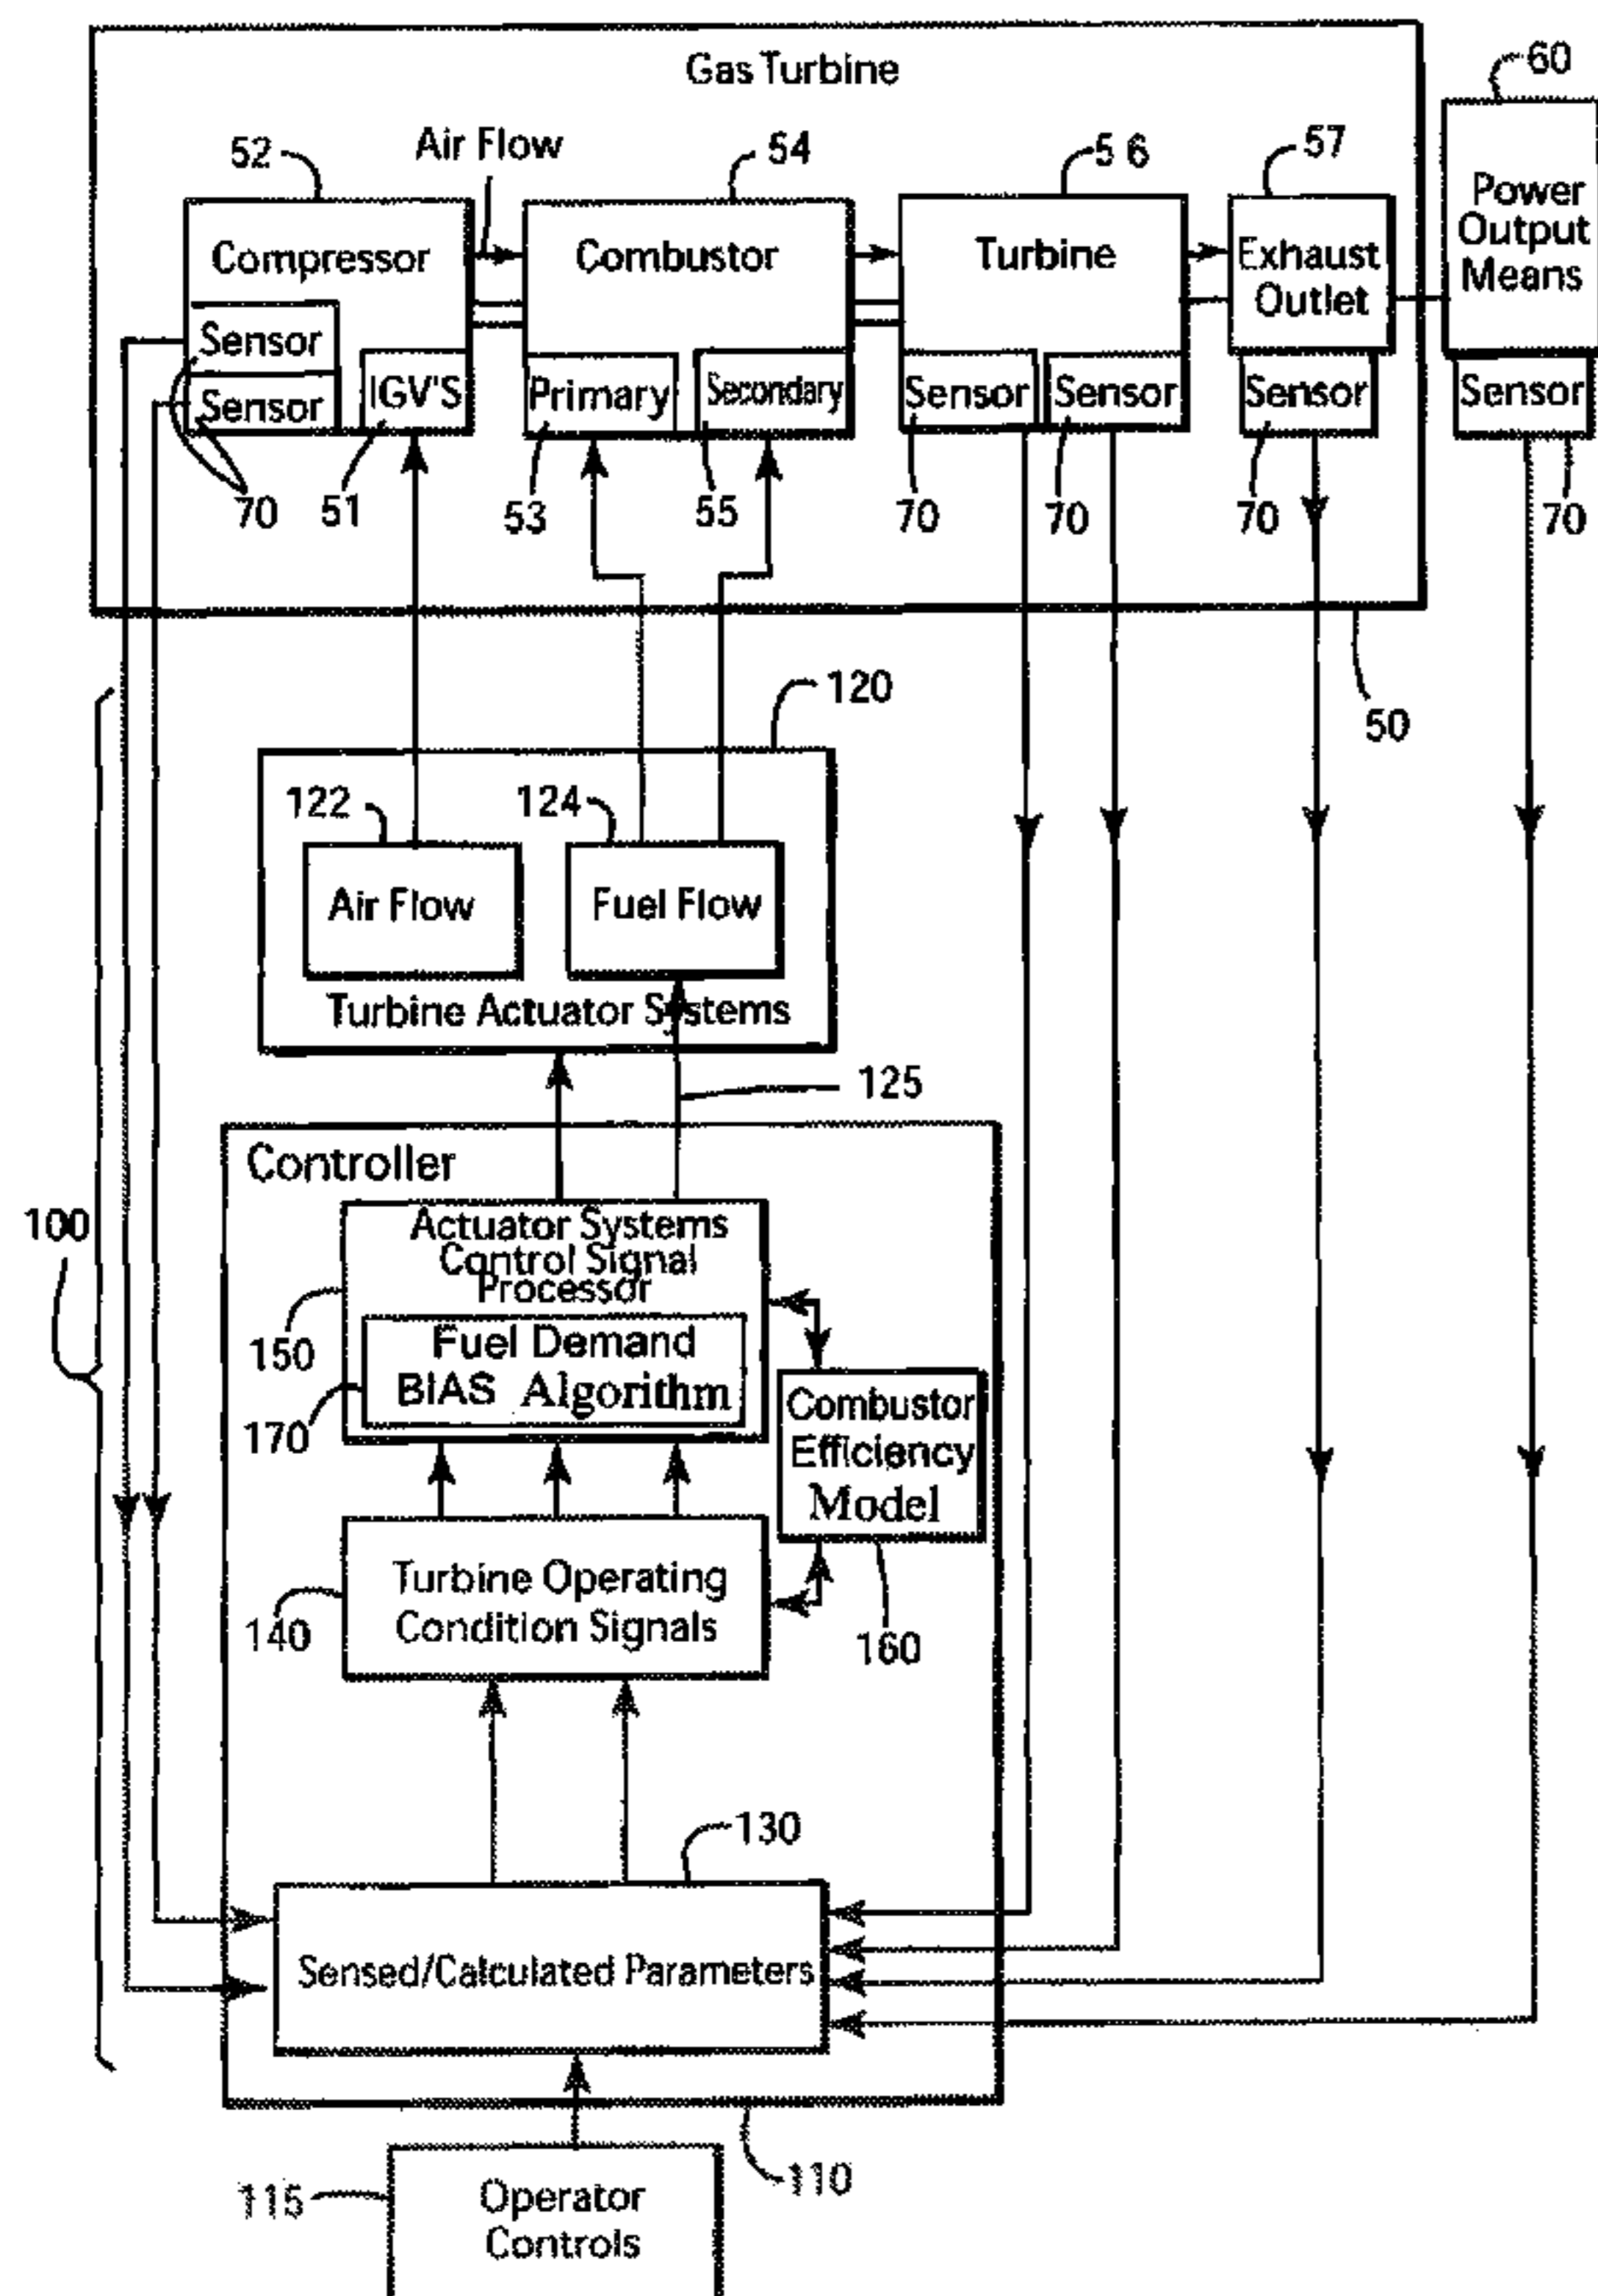 Gas Turbine
60
52
Air Flow
54
5 6
57
Power
Output
Means
Compressor
Combustor
Turbine
Exhaust
Outlet
Sensor
Sensor
IGV'S
Primary
Secondary
Sensor
Sensor
Sensor
Sensor
70
51
53
55
70
70
70
70
50
120
122
124
Air Flow
Fuel Flow
Turbine Actuator Systems
125
Controller
100
Actuator Systems
Control Signal
Processor
150
Fuel Demand
BIAS Algorithm
170
Combustor
Efficiency
Model
Turbine Operating
Condition Signals
140
160
130
Sensed/Calculated Parameters
110
115
Operator
Controls